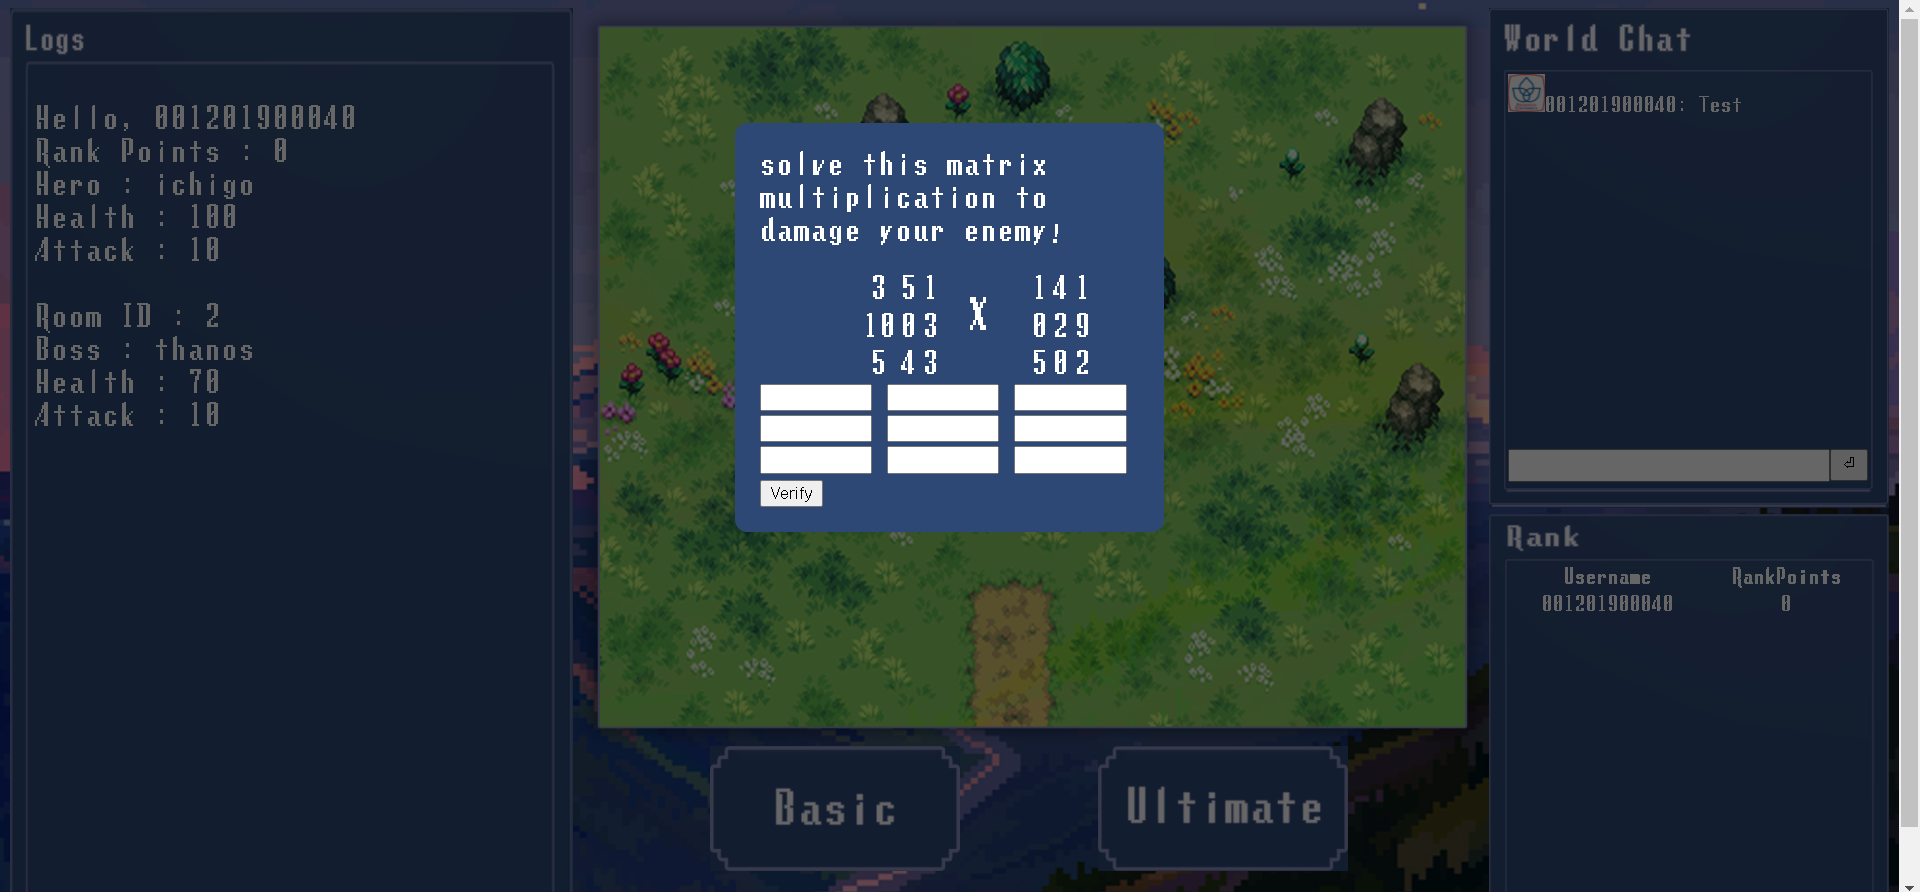 Logs
Hello, 001201900040
Rank Points : 0
Hero : ichigo
Health : 100
Attack : 10
Room ID : 2
Boss : thanos
Health : 70
Attack : 10
solve this matrix
multiplication to
damage your enemy!
3 5 1
10 0 3
5 4 3
X
1 4 1
0 2 9
5 0 2
Verify
Basic
Ultimate
World Chat
001201900040: Test
Rank
Username RankPoints
001201900040 0